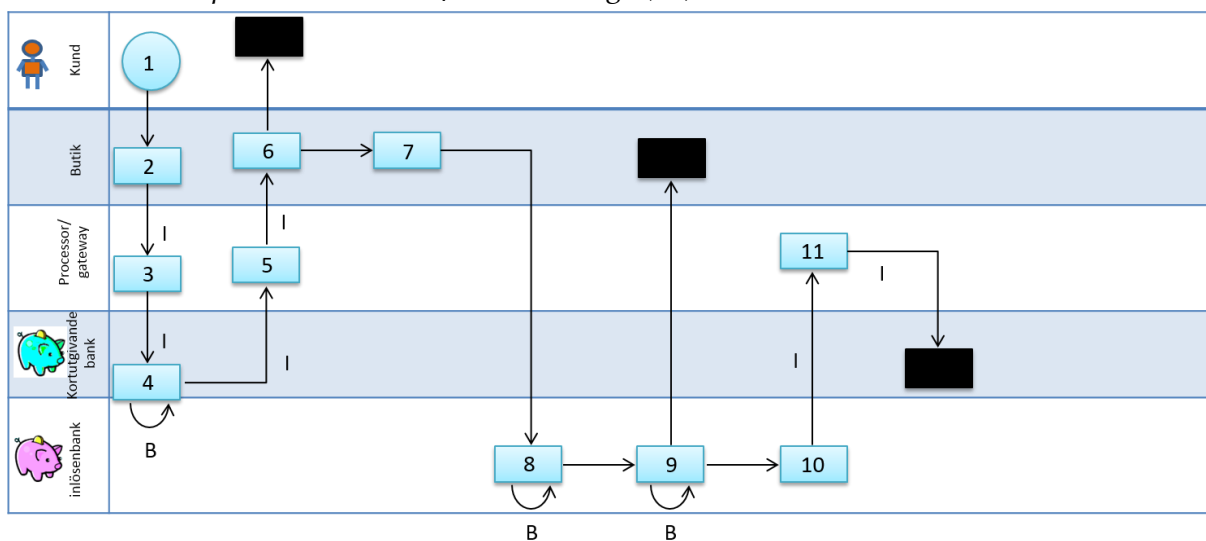 Kund
1
Butik
6
7
2
I
I
Processor/
gateway
11
5
3
I
I
I
I
Kortutgivande
bank
4
B
inlösenbank
8
9
10
B
B